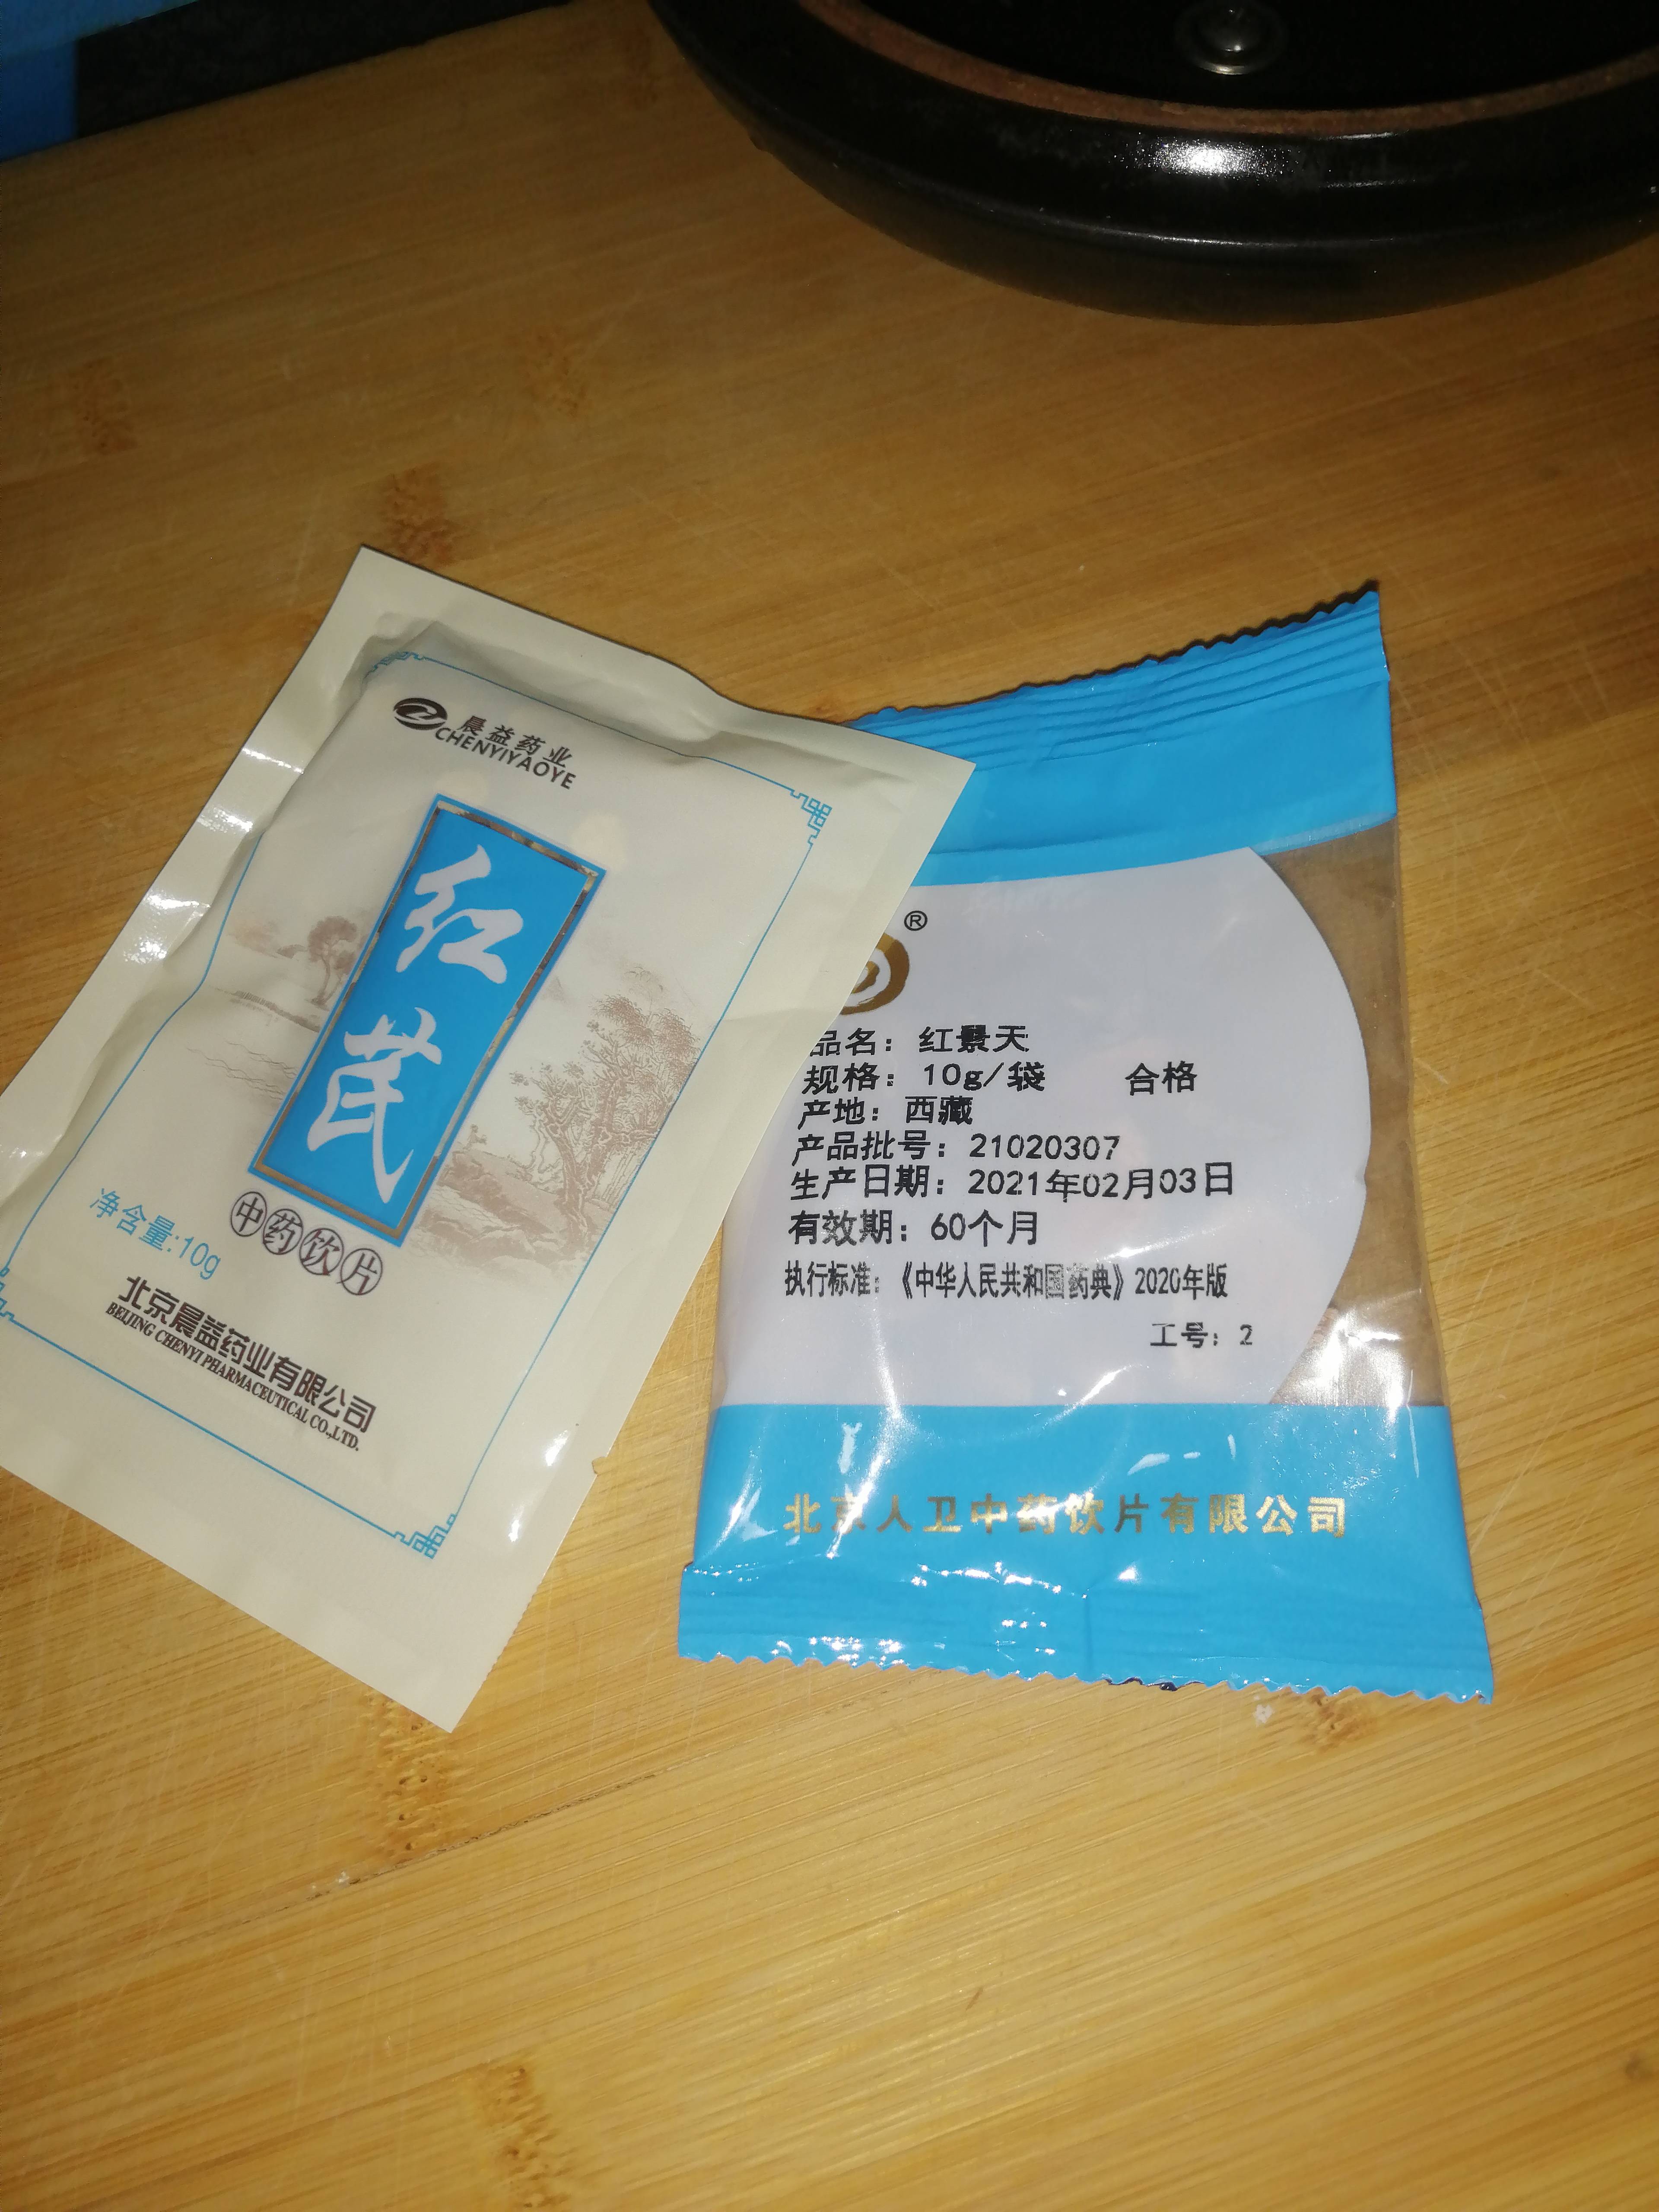 晨益药业
CHENYIYAOYE
红芪
中药饮片
净含量:10g
北京晨益药业有限公司
BEIJING CHENYI PHARMACEUTICAL CO.,LTD.
®
品名：红景天
规格：10g/袋 合格
产地：西藏
产品批号：21020307
生产日期：2021年02月03日
有效期：60个月
执行标准：《中华人民共和国药典》2020年版
工号：2
北京人卫中药饮片有限公司